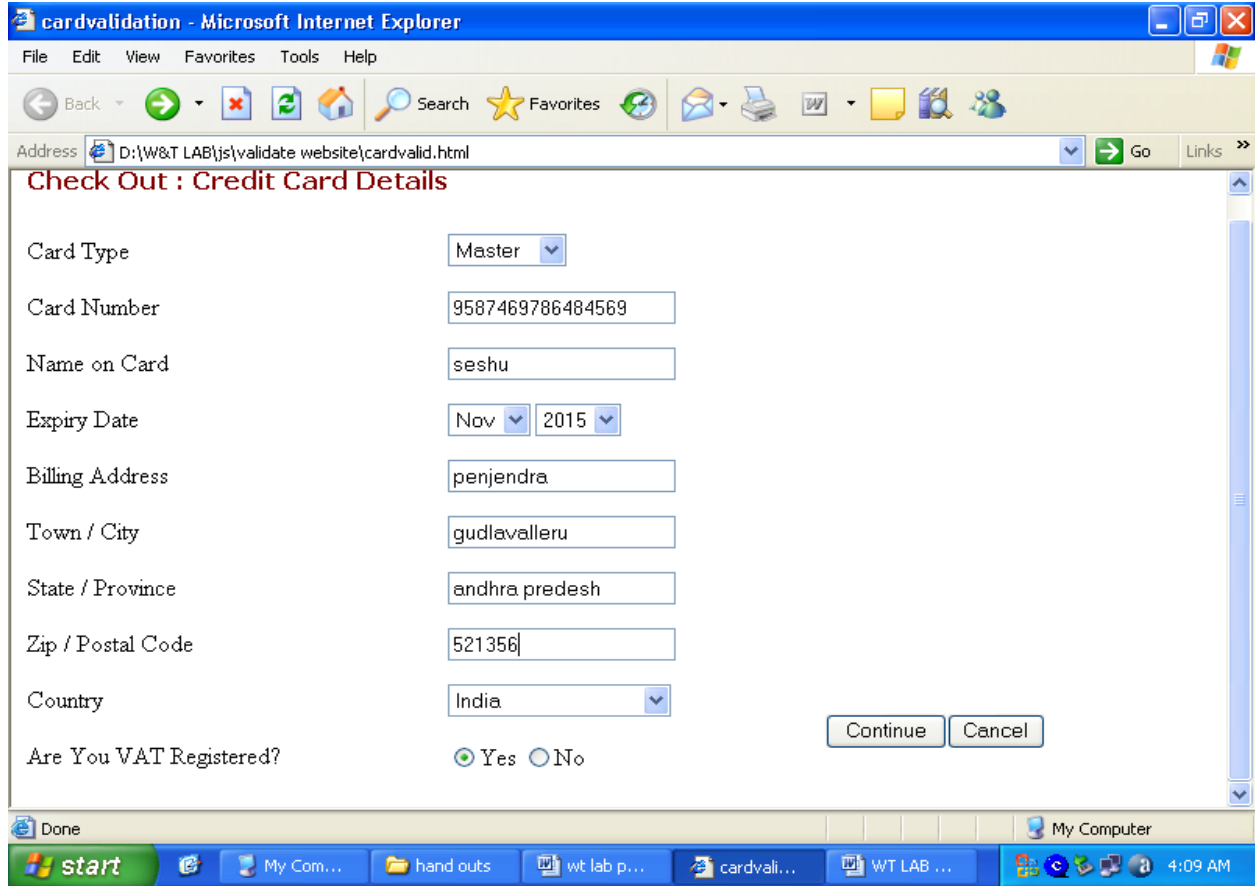 cardvalidation - Microsoft Internet Explorer
File Edit View Favorites Tools Help
Back Search Favorites
Address D:\W&T LAB\js\validate website\cardvalid.html Go Links »
Check Out : Credit Card Details
Card Type Master
Card Number 9587469786484569
Name on Card seshu
Expiry Date Nov 2015
Billing Address penjendra
Town / City gudlavalleru
State / Province andhra predesh
Zip / Postal Code 521356
Country India
Continue Cancel
Are You VAT Registered? Yes No
Done My Computer
start My Com... hand outs wt lab p... cardvali... WT LAB ... 4:09 AM